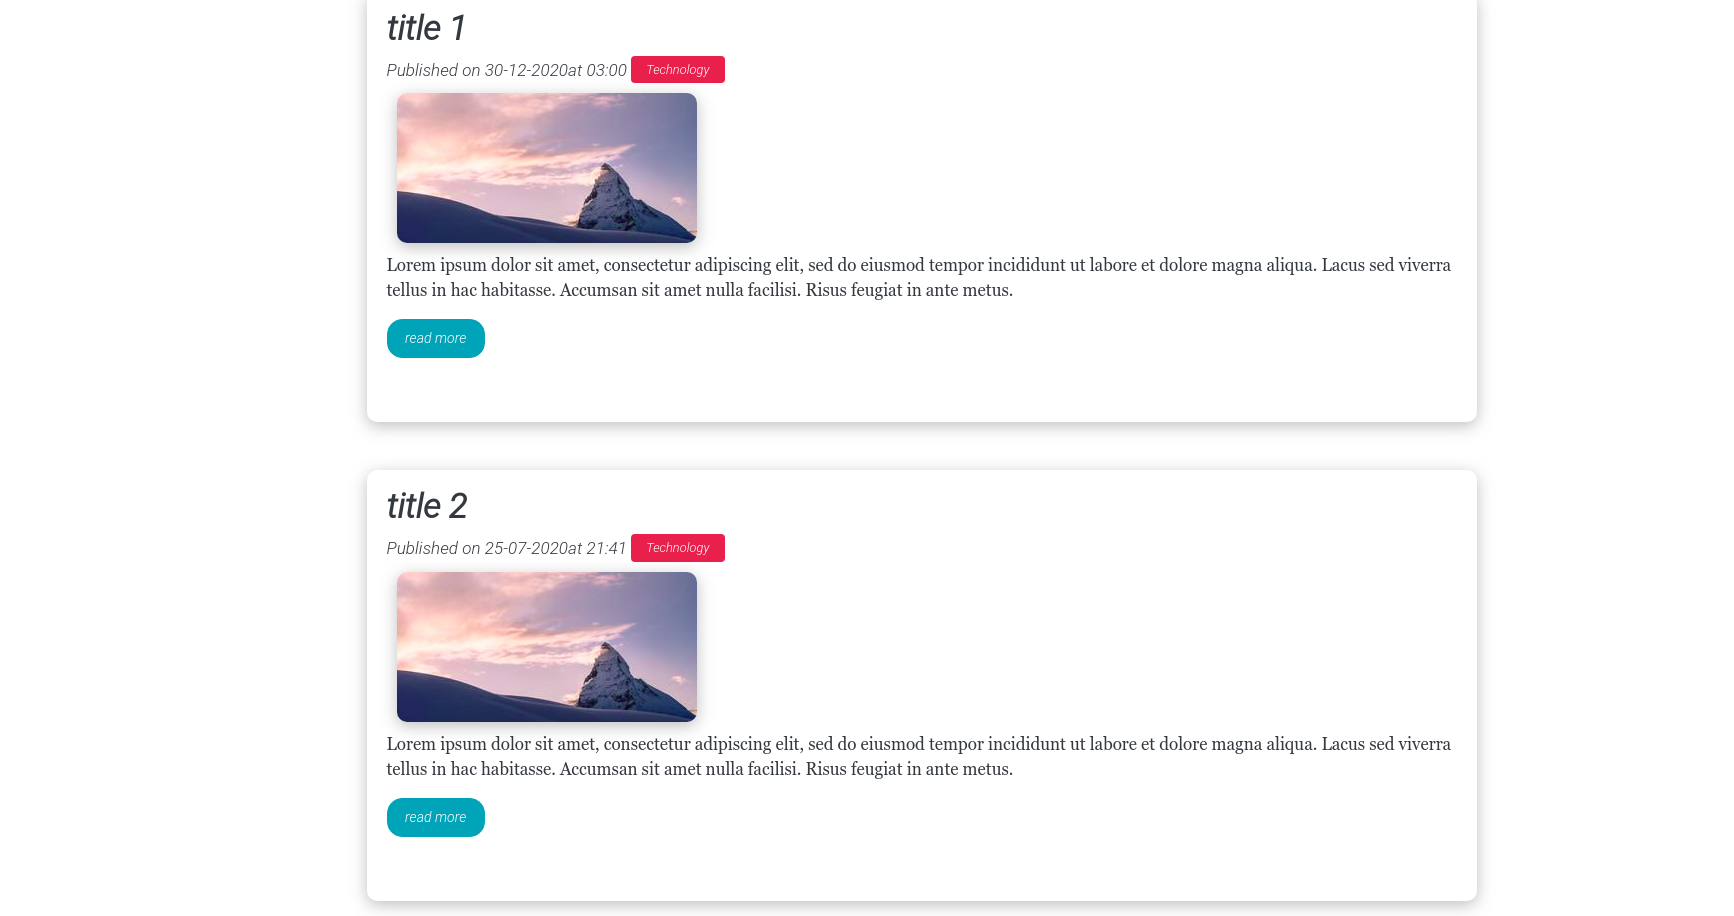 title 1
Published on 30-12-2020at 03:00 Technology
Lorem ipsum dolor sit amet, consectetur adipiscing elit, sed do eiusmod tempor incididunt ut labore et dolore magna aliqua. Lacus sed viverra
tellus in hac habitasse. Accumsan sit amet nulla facilisi. Risus feugiat in ante metus.
read more
title 2
Published on 25-07-2020at 21:41 Technology
Lorem ipsum dolor sit amet, consectetur adipiscing elit, sed do eiusmod tempor incididunt ut labore et dolore magna aliqua. Lacus sed viverra
tellus in hac habitasse. Accumsan sit amet nulla facilisi. Risus feugiat in ante metus.
read more